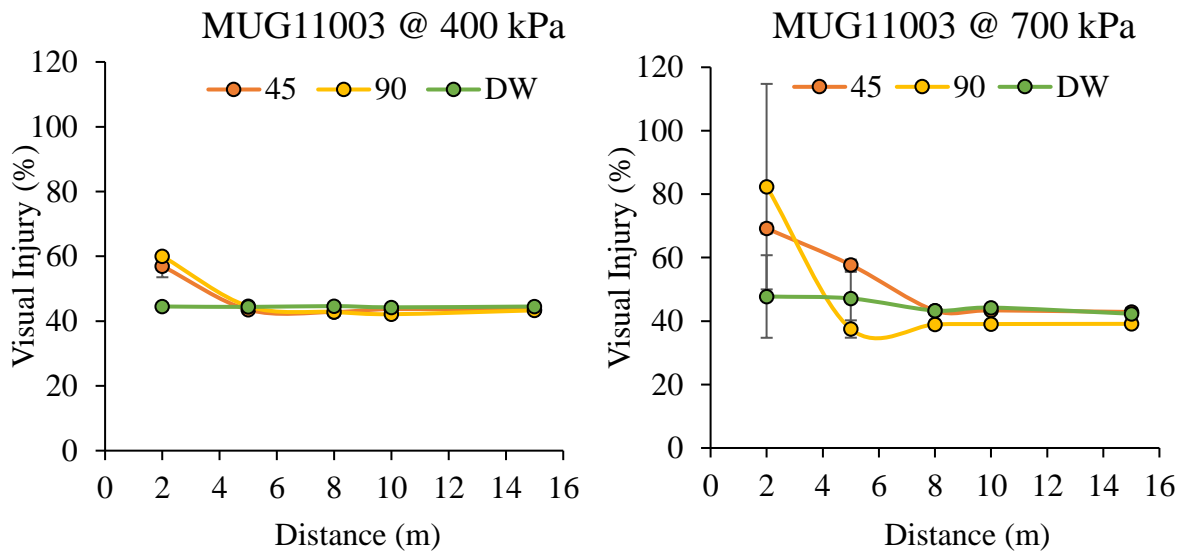 MUG11003 @ 400 kPa
45 90 DW
Visual Injury (%)
120
100
80
60
40
20
0
0 2 4 6 8 10 12 14 16
Distance (m)
MUG11003 @ 700 kPa
45 90 DW
Visual Injury (%)
120
100
80
60
40
20
0
0 2 4 6 8 10 12 14 16
Distance (m)